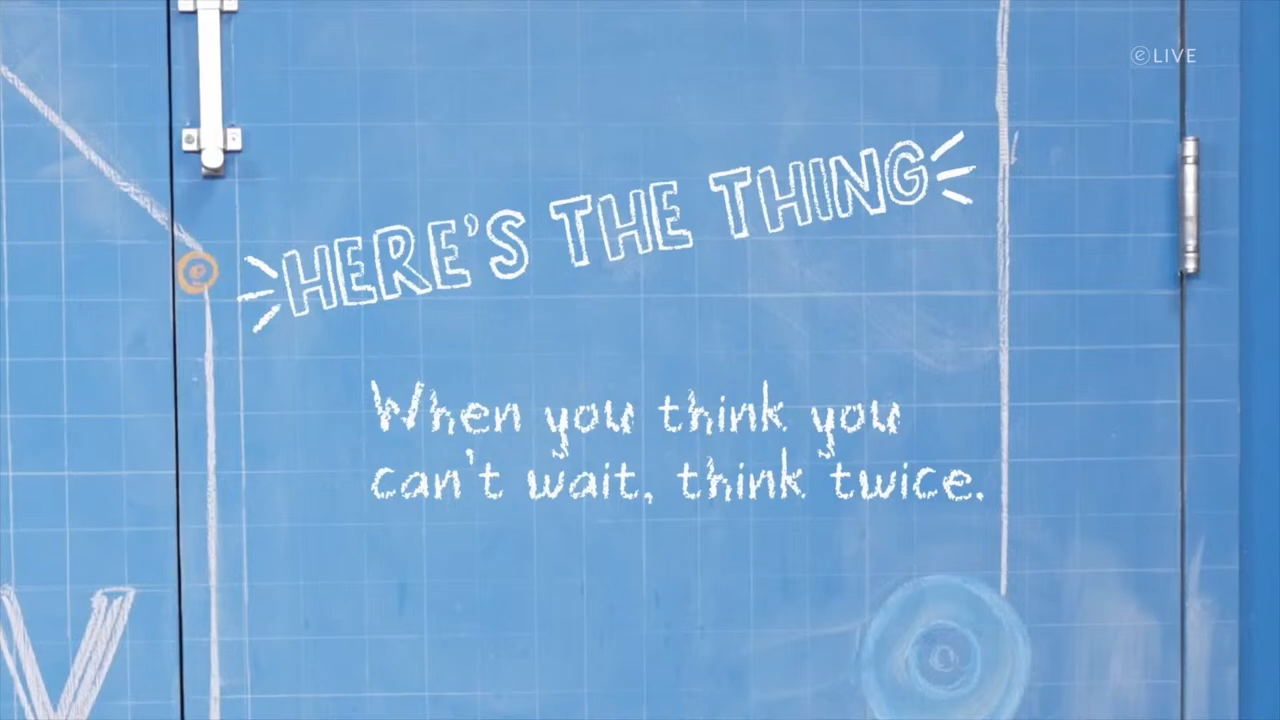 e LIVE
HERE'S THE THING
When you think you
can't wait, think twice.
e
V
e